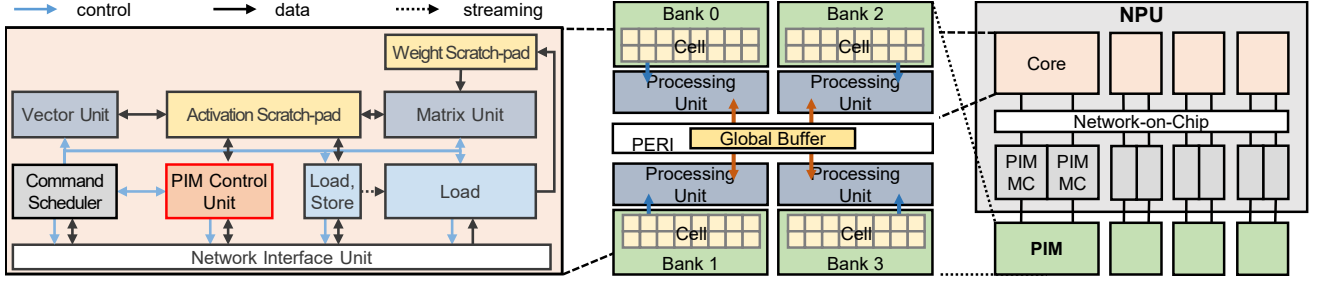 control
data
streaming
Weight Scratch-pad
Vector Unit
Activation Scratch-pad
Matrix Unit
Command
Scheduler
PIM Control
Unit
Load,
Store
Load
Network Interface Unit
Bank 0
Bank 2
Cell
Cell
Processing
Unit
Processing
Unit
PERI
Global Buffer
Processing
Unit
Processing
Unit
Cell
Cell
Bank 1
Bank 3
NPU
Core
Network-on-Chip
PIM
MC
PIM
MC
PIM